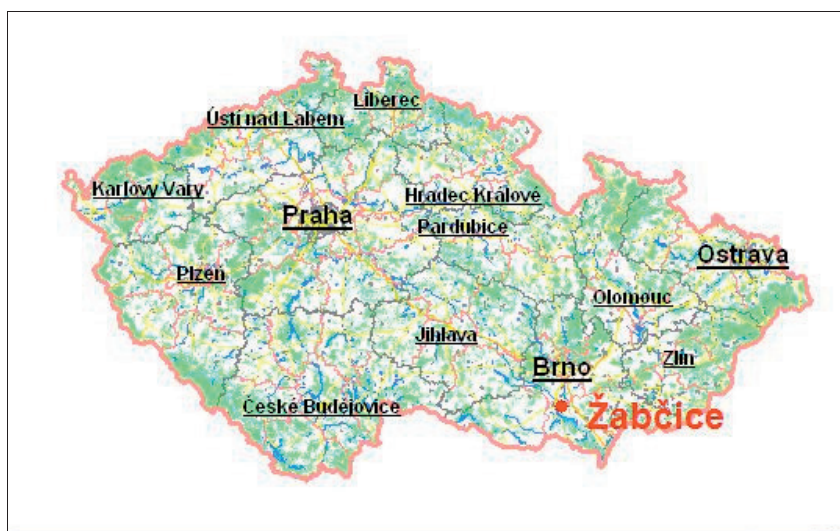 Liberec
Ústí nad Labem
Karlovy Vary
Hradec Králové
Praha
Pardubice
Ostrava
Plzeň
Olomouc
Jihlava
Zlín
Brno
České Budějovice
Žabčice